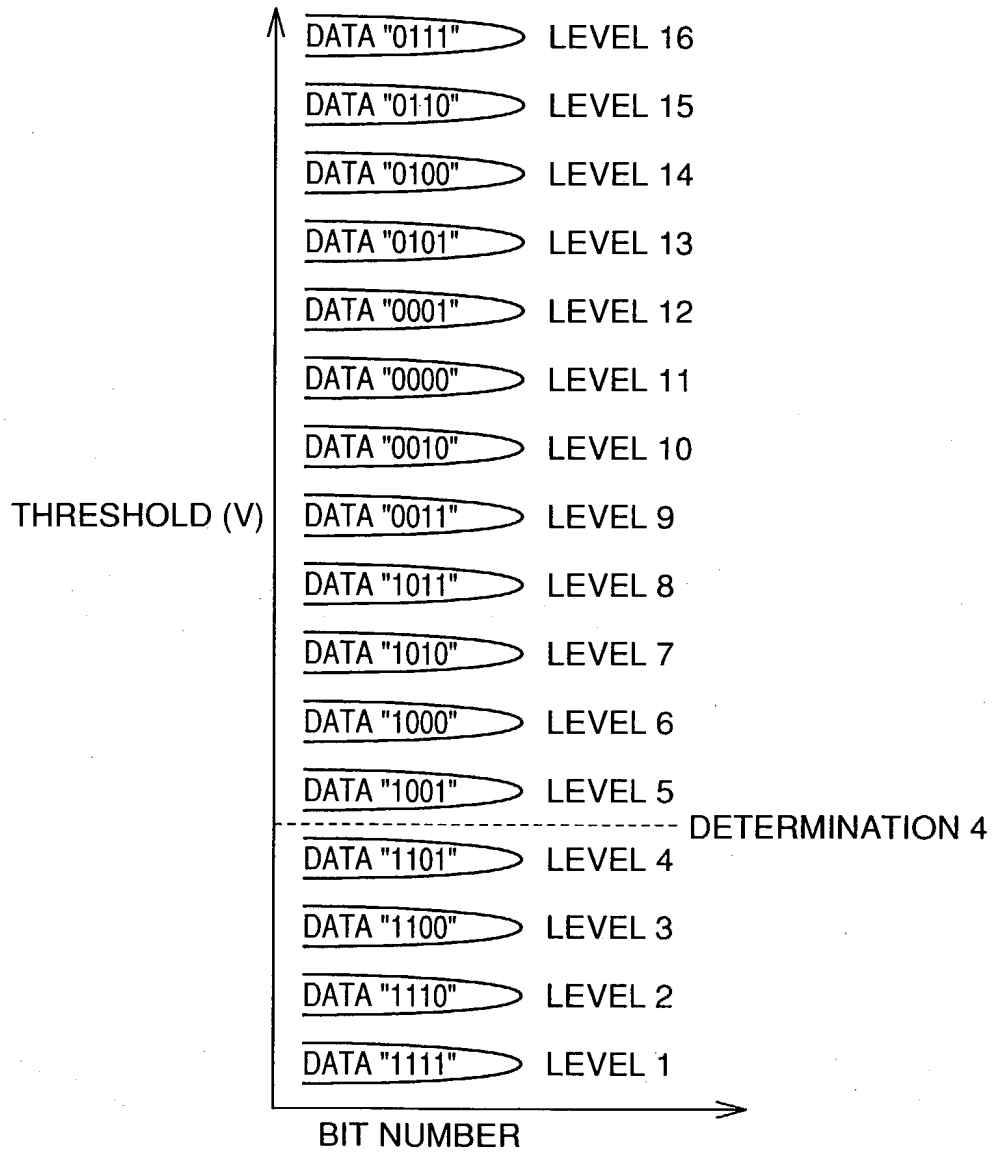 DATA "0111" LEVEL 16
DATA "0110" LEVEL 15
DATA "0100" LEVEL 14
DATA "0101" LEVEL 13
DATA "0001" LEVEL 12
DATA "0000" LEVEL 11
DATA "0010" LEVEL 10
THRESHOLD (V) DATA "0011" LEVEL 9
DATA "1011" LEVEL 8
DATA "1010" LEVEL 7
DATA "1000" LEVEL 6
DATA "1001" LEVEL 5
DETERMINATION 4
DATA "1101" LEVEL 4
DATA "1100" LEVEL 3
DATA "1110" LEVEL 2
DATA "1111" LEVEL 1
BIT NUMBER